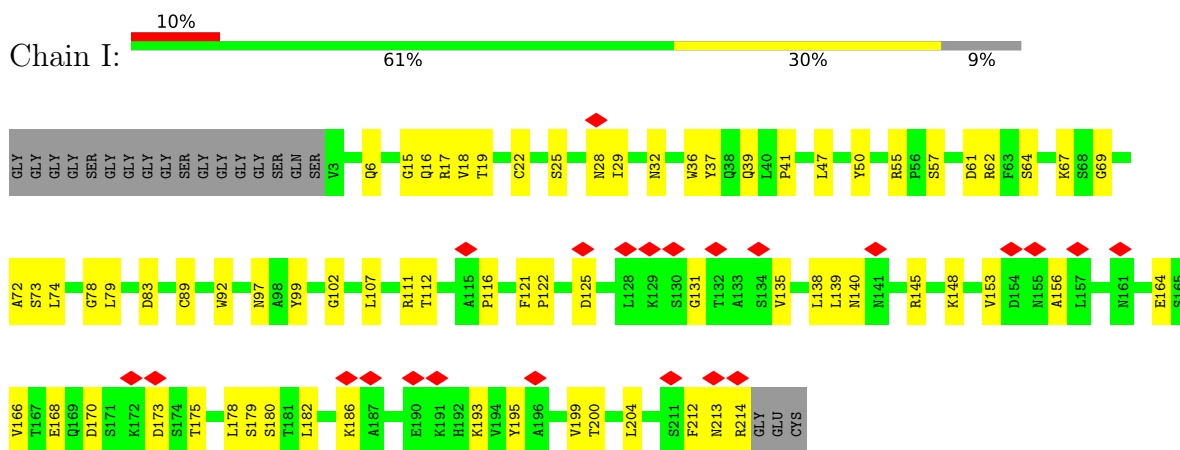 10%
Chain I:
61% 30% 9%
GLY GLY GLY GLY SER GLY GLY GLY GLY SER GLY GLY GLY GLY SER GLN SER V3 Q6 G15 Q16 R17 V18 T19 C22 S25 N28 I29 N32 W36 Y37 Q38 Q39 L40 P41 L47 Y50 R55 P56 S57 D61 R62 F63 S64 K67 S68 G69
A72 S73 L74 G78 L79 D83 C89 W92 N97 A98 Y99 G102 L107 R111 T112 A115 P116 F121 P122 D125 L128 K129 S130 G131 T132 A133 S134 V135 L138 L139 N140 N141 R145 K148 V153 D154 N155 A156 L157 N161 E164 S165
V166 T167 E168 Q169 D170 S171 K172 D173 S174 T175 L178 S179 S180 T181 L182 K186 A187 E190 K191 H192 K193 V194 Y195 A196 V199 T200 L204 S211 F212 N213 R214 GLY GLU CYS